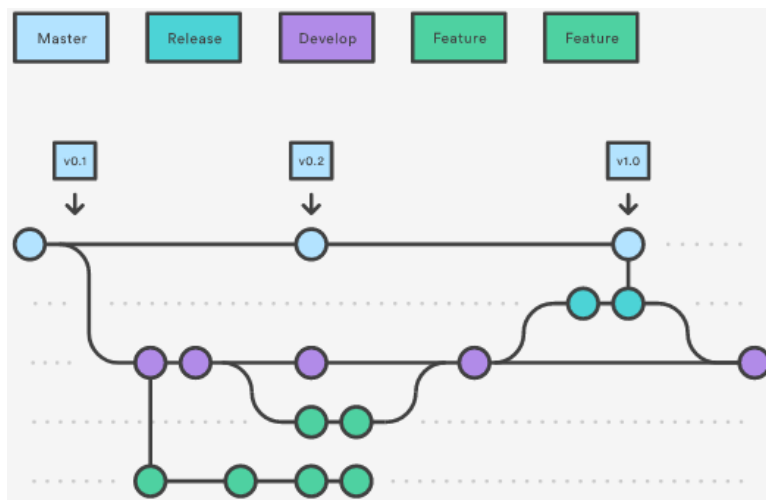 Master
Release
Develop
Feature
Feature
v0.1
v0.2
v1.0